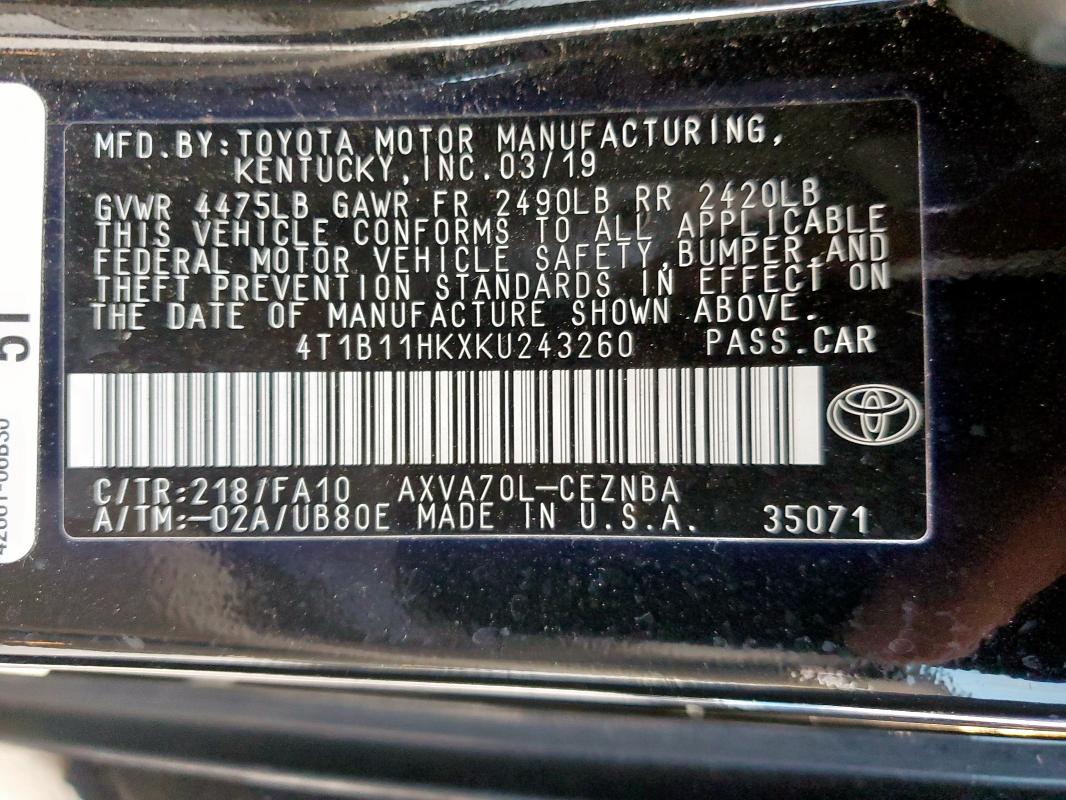 MFD.BY:TOYOTA MOTOR MANUFACTURING,
KENTUCKY,INC.03/19
GVWR 4475LB GAWR FR 2490LB RR 2420LB
THIS VEHICLE CONFORMS TO ALL APPLICABLE
FEDERAL MOTOR VEHICLE SAFETY,BUMPER,AND
THEFT PREVENTION STANDARDS IN EFFECT ON
THE DATE OF MANUFACTURE SHOWN ABOVE.
4T1B11HKXKU243260 PASS.CAR
C/TR:218/FA10 AXVA70L-CEZNBA
A/TM:-02A/UB80E MADE IN U.S.A. 35071